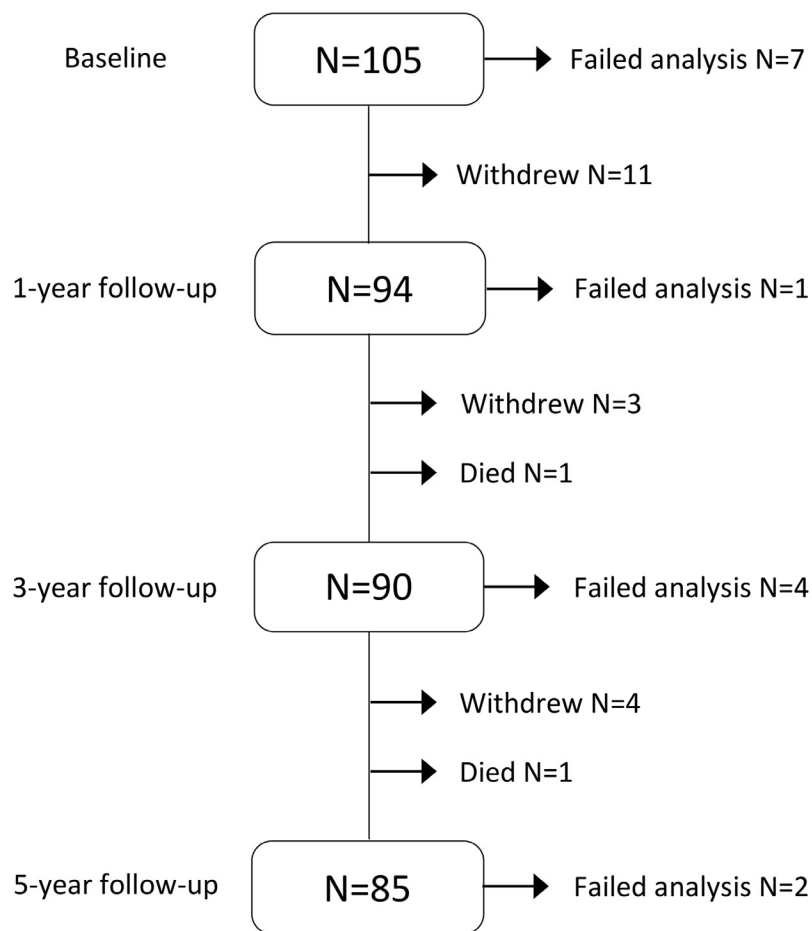 Baseline
N=105
Failed analysis N=7
Withdrew N=11
1-year follow-up
N=94
Failed analysis N=1
Withdrew N=3
Died N=1
3-year follow-up
N=90
Failed analysis N=4
Withdrew N=4
Died N=1
5-year follow-up
N=85
Failed analysis N=2